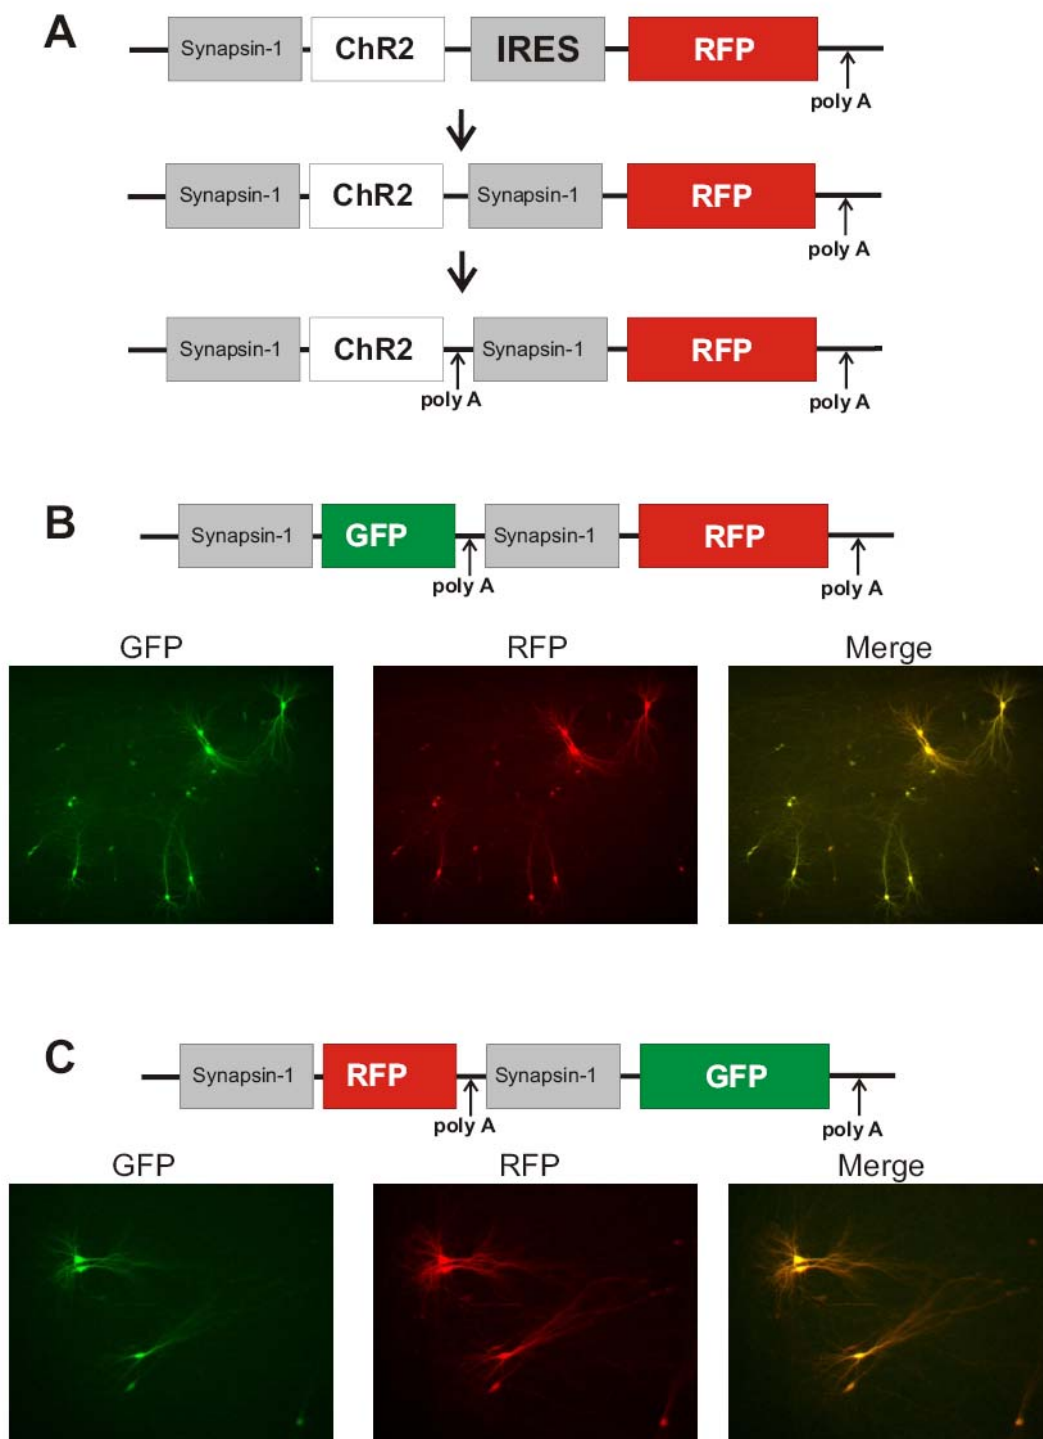 A
Synapsin-1 ChR2 IRES RFP
poly A
Synapsin-1 ChR2 Synapsin-1 RFP
poly A
Synapsin-1 ChR2 Synapsin-1 RFP
poly A poly A
B
Synapsin-1 GFP Synapsin-1 RFP
poly A poly A
GFP RFP Merge
C
Synapsin-1 RFP Synapsin-1 GFP
poly A poly A
GFP RFP Merge